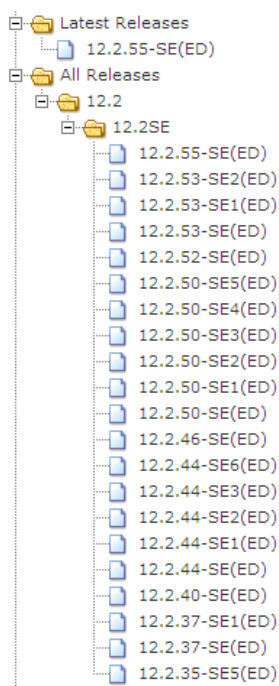 Latest Releases
12.2.55-SE(ED)
All Releases
12.2
12.2SE
12.2.55-SE(ED)
12.2.53-SE2(ED)
12.2.53-SE1(ED)
12.2.53-SE(ED)
12.2.52-SE(ED)
12.2.50-SE5(ED)
12.2.50-SE4(ED)
12.2.50-SE3(ED)
12.2.50-SE2(ED)
12.2.50-SE1(ED)
12.2.50-SE(ED)
12.2.46-SE(ED)
12.2.44-SE6(ED)
12.2.44-SE3(ED)
12.2.44-SE2(ED)
12.2.44-SE1(ED)
12.2.44-SE(ED)
12.2.40-SE(ED)
12.2.37-SE1(ED)
12.2.37-SE(ED)
12.2.35-SE5(ED)